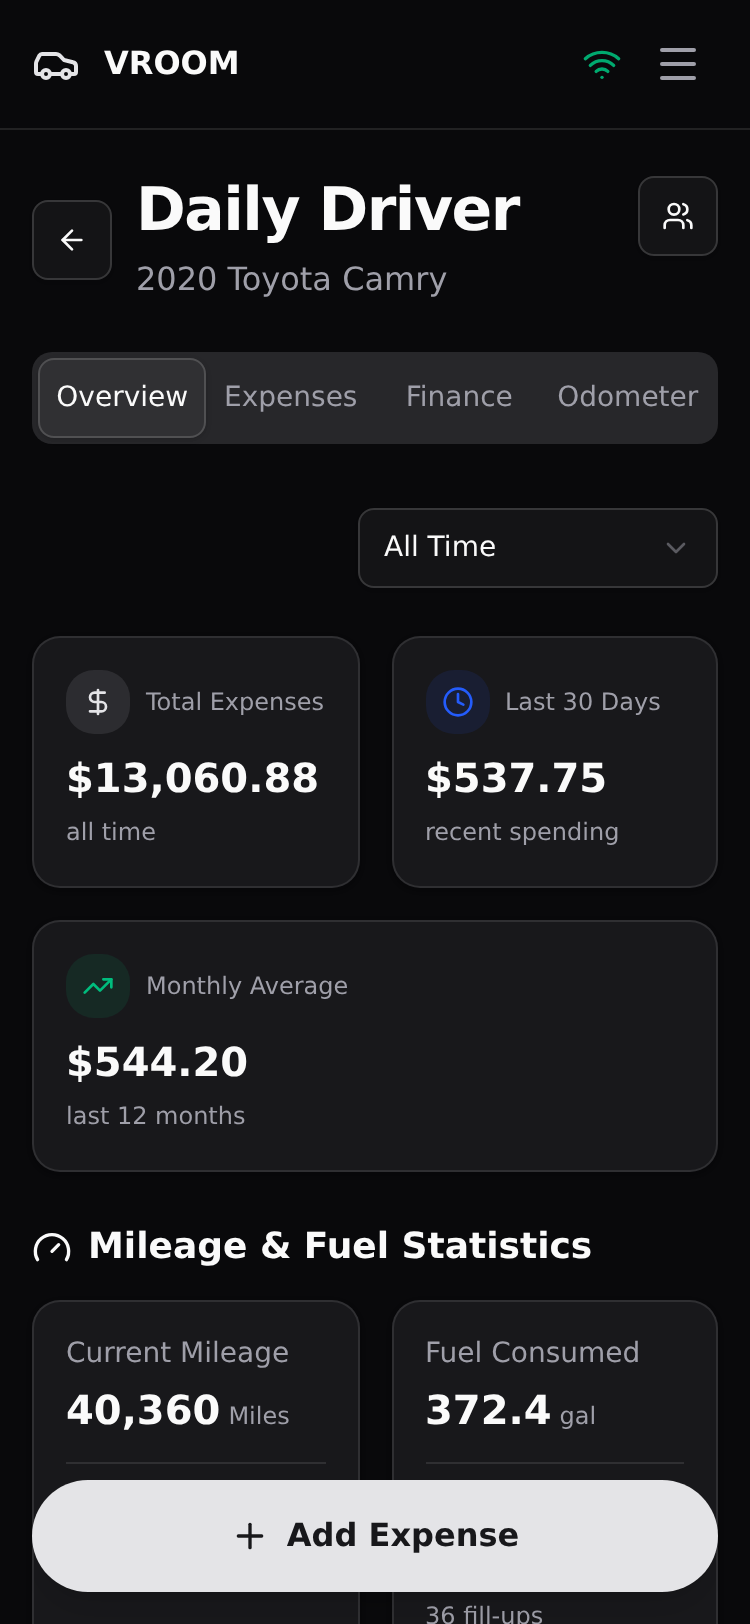 VROOM
Daily Driver
2020 Toyota Camry
Overview Expenses Finance Odometer
All Time
Total Expenses
$13,060.88
all time
Last 30 Days
$537.75
recent spending
Monthly Average
$544.20
last 12 months
Mileage & Fuel Statistics
Current Mileage
40,360 Miles
Fuel Consumed
372.4 gal
Add Expense
36 fill-ups